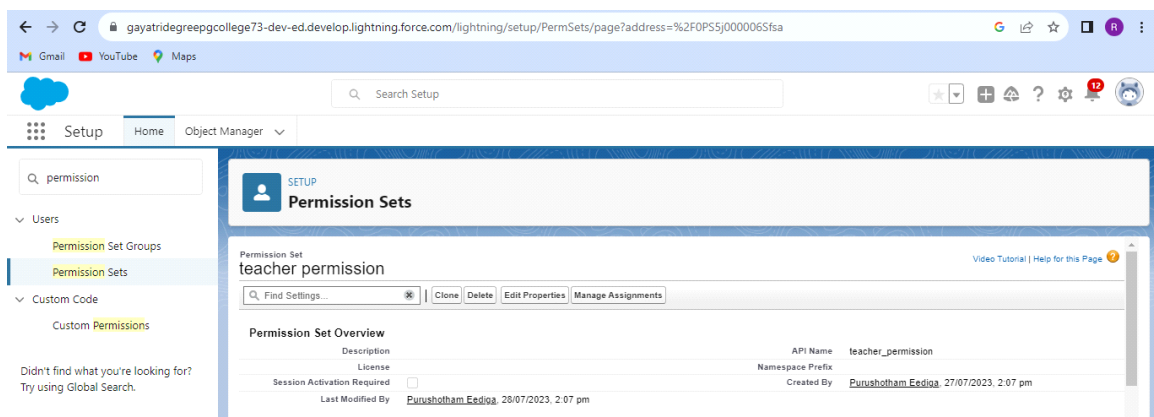 gayatridegreepgcollege73-dev-ed.develop.lightning.force.com/lightning/setup/PermSets/page?address=%2F0PS5j000006Sfsa
R
Gmail YouTube Maps
Search Setup
12
Setup Home Object Manager
permission
SETUP
Permission Sets
Users
Permission Set Groups
Permission Sets
Custom Code
Custom Permissions
Didn't find what you're looking for?
Try using Global Search.
Permission Set
teacher permission
Video Tutorial | Help for this Page
Find Settings... | Clone Delete Edit Properties Manage Assignments
Permission Set Overview
Description API Name teacher_permission
License Namespace Prefix
Session Activation Required Created By Purushotham Eediga, 27/07/2023, 2:07 pm
Last Modified By Purushotham Eediga, 28/07/2023, 2:07 pm